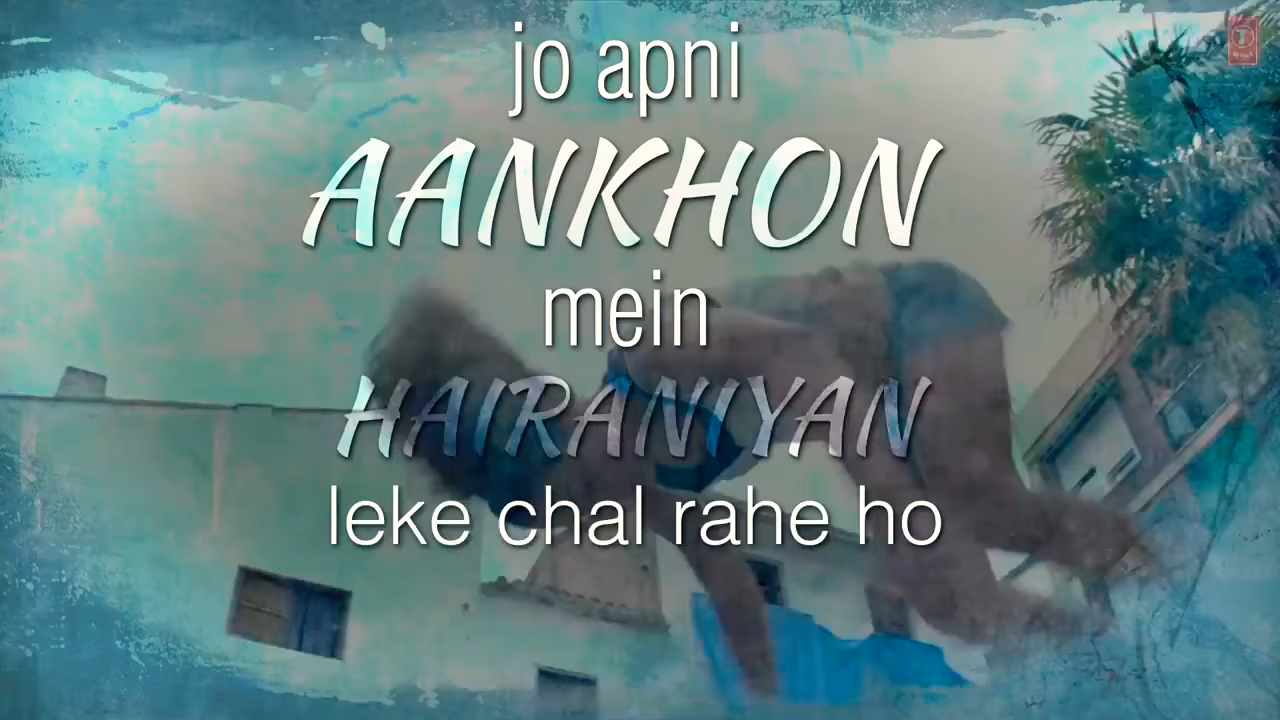 jo apni
AANKHON
mein
HAIRANIYAN
leke chal rahe ho